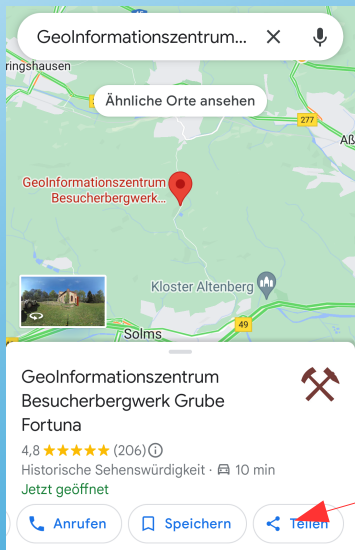 GeoInformationszentrum...
ringshausen
Ähnliche Orte ansehen
277
Aß
GeoInformationszentrum
Besucherbergwerk...
Kloster Altenberg
49
Solms
GeoInformationszentrum
Besucherbergwerk Grube
Fortuna
4,8 (206)
Historische Sehenswürdigkeit · 10 min
Jetzt geöffnet
Anrufen
Speichern
Teilen